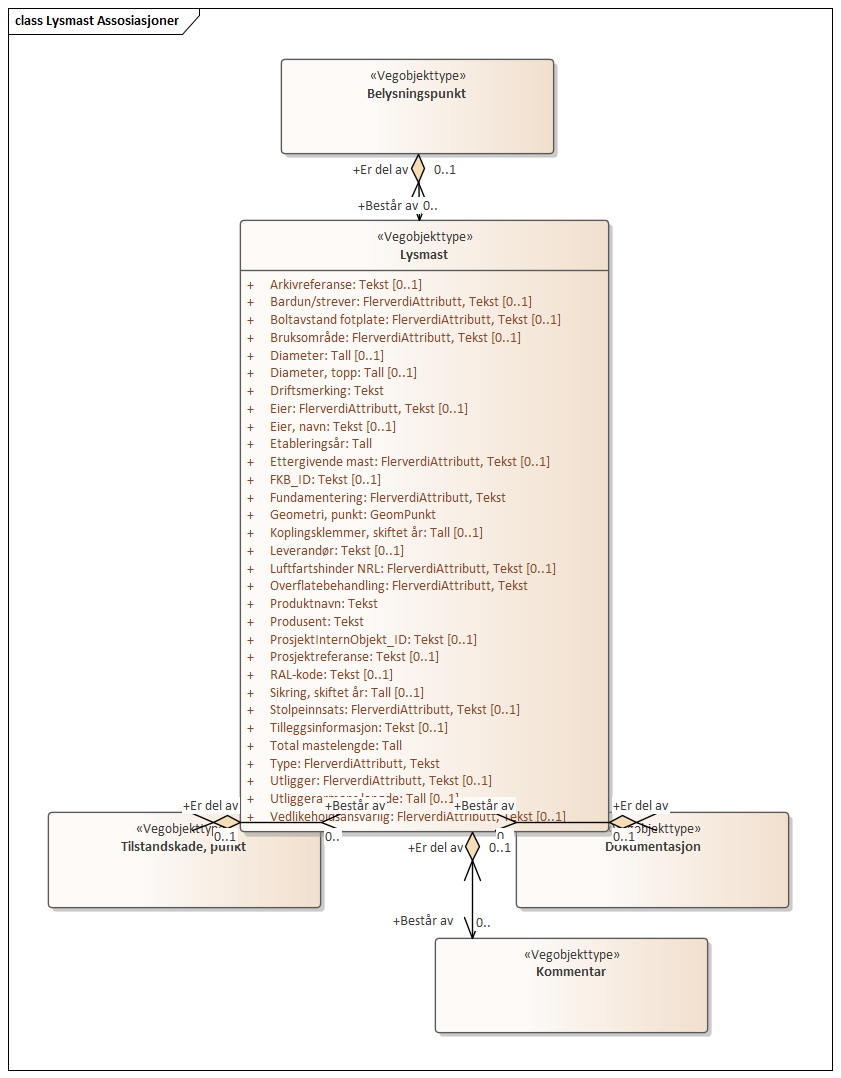 class Lysmast Assosiasjoner
«Vegobjekttype»
Belysningspunkt
+Er del av 0..1
+Består av 0..
«Vegobjekttype»
Lysmast
+ Arkivreferanse: Tekst [0..1]
+ Bardun/strever: FlerverdiAttributt, Tekst [0..1]
+ Boltavstand fotplate: FlerverdiAttributt, Tekst [0..1]
+ Bruksområde: FlerverdiAttributt, Tekst [0..1]
+ Diameter: Tall [0..1]
+ Diameter, topp: Tall [0..1]
+ Driftsmerking: Tekst
+ Eier: FlerverdiAttributt, Tekst [0..1]
+ Eier, navn: Tekst [0..1]
+ Etableringsår: Tall
+ Ettergivende mast: FlerverdiAttributt, Tekst [0..1]
+ FKB_ID: Tekst [0..1]
+ Fundamentering: FlerverdiAttributt, Tekst
+ Geometri, punkt: GeomPunkt
+ Koplingsklemmer, skiftet år: Tall [0..1]
+ Leverandør: Tekst [0..1]
+ Luftfartshinder NRL: FlerverdiAttributt, Tekst [0..1]
+ Overflatebehandling: FlerverdiAttributt, Tekst
+ Produktnavn: Tekst
+ Produsent: Tekst
+ ProsjektInternObjekt_ID: Tekst [0..1]
+ Prosjektreferanse: Tekst [0..1]
+ RAL-kode: Tekst [0..1]
+ Sikring, skiftet år: Tall [0..1]
+ Stolpeinnsats: FlerverdiAttributt, Tekst [0..1]
+ Tilleggsinformasjon: Tekst [0..1]
+ Total mastelengde: Tall
+ Type: FlerverdiAttributt, Tekst
+ Utligger: FlerverdiAttributt, Tekst [0..1]
+ Utliggerarmens lengde: Tall [0..1]
+ Vedlikeholdsansvarlig: FlerverdiAttributt, Tekst [0..1]
+Er del av +Består av +Består av +Er del av
0..1 0.. 0 0..1
«Vegobjekttype»
Tilstandskade, punkt
«Vegobjekttype»
Dokumentasjon
+Er del av 0..1
+Består av 0..
«Vegobjekttype»
Kommentar